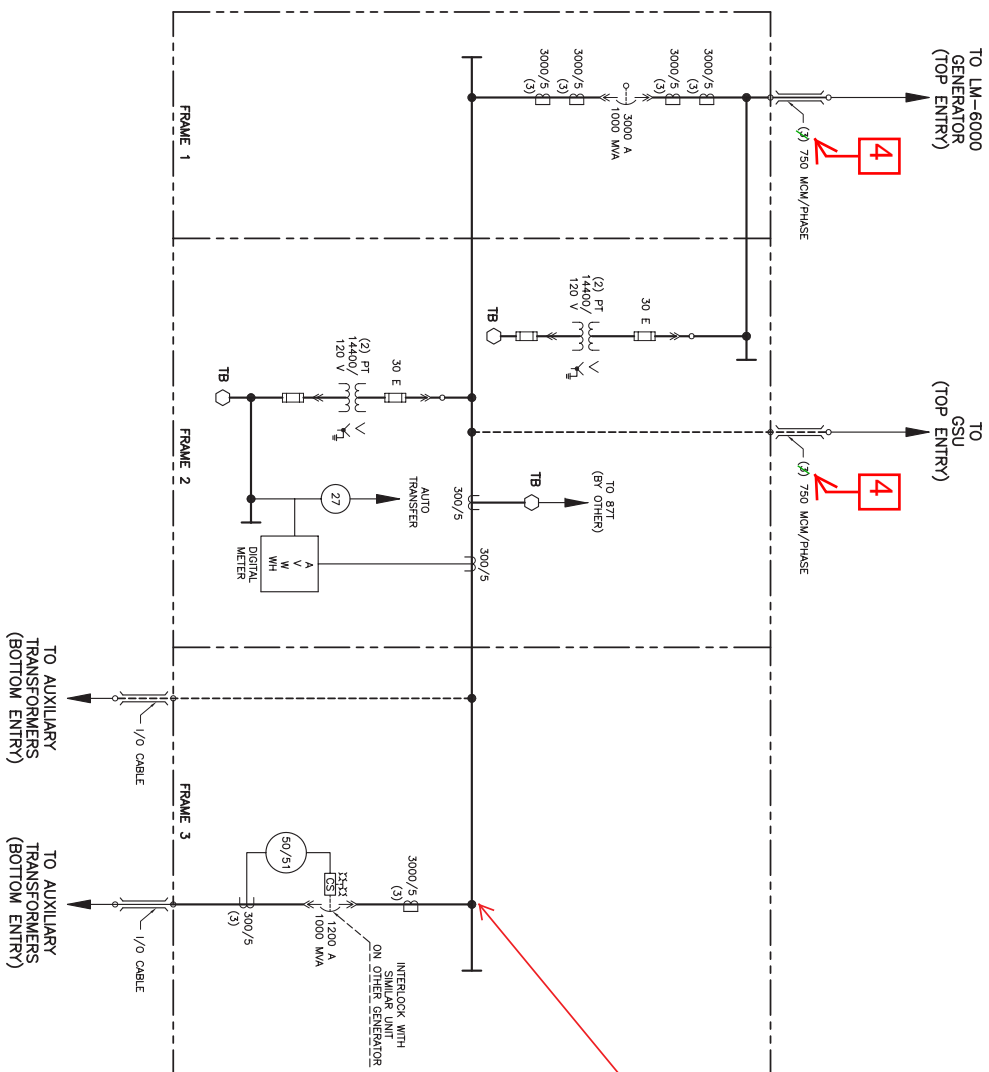 TO LM-6000
GENERATOR
(TOP ENTRY)
4
(3) 750 MCM/PHASE
3000/5
(3)
3000/5
(3)
3000 A
1000 MVA
3000/5
(3)
3000/5
(3)
FRAME 1
TO
GSU
(TOP ENTRY)
4
(3) 750 MCM/PHASE
30 E
(2) PT
14400/
120 V
TB
30 E
(2) PT
14400/
120 V
TB
FRAME 2
TO 87T
(BY OTHER)
TB
300/5
300/5
AUTO
TRANSFER
27
A
V
W
WH
DIGITAL
METER
FRAME 3
3000/5
(3)
CS
1200 A
1000 MVA
50/51
300/5
(3)
INTERLOCK WITH
SIMILAR UNIT
ON OTHER GENERATOR
I/O CABLE
TO AUXILIARY
TRANSFORMERS
(BOTTOM ENTRY)
I/O CABLE
TO AUXILIARY
TRANSFORMERS
(BOTTOM ENTRY)